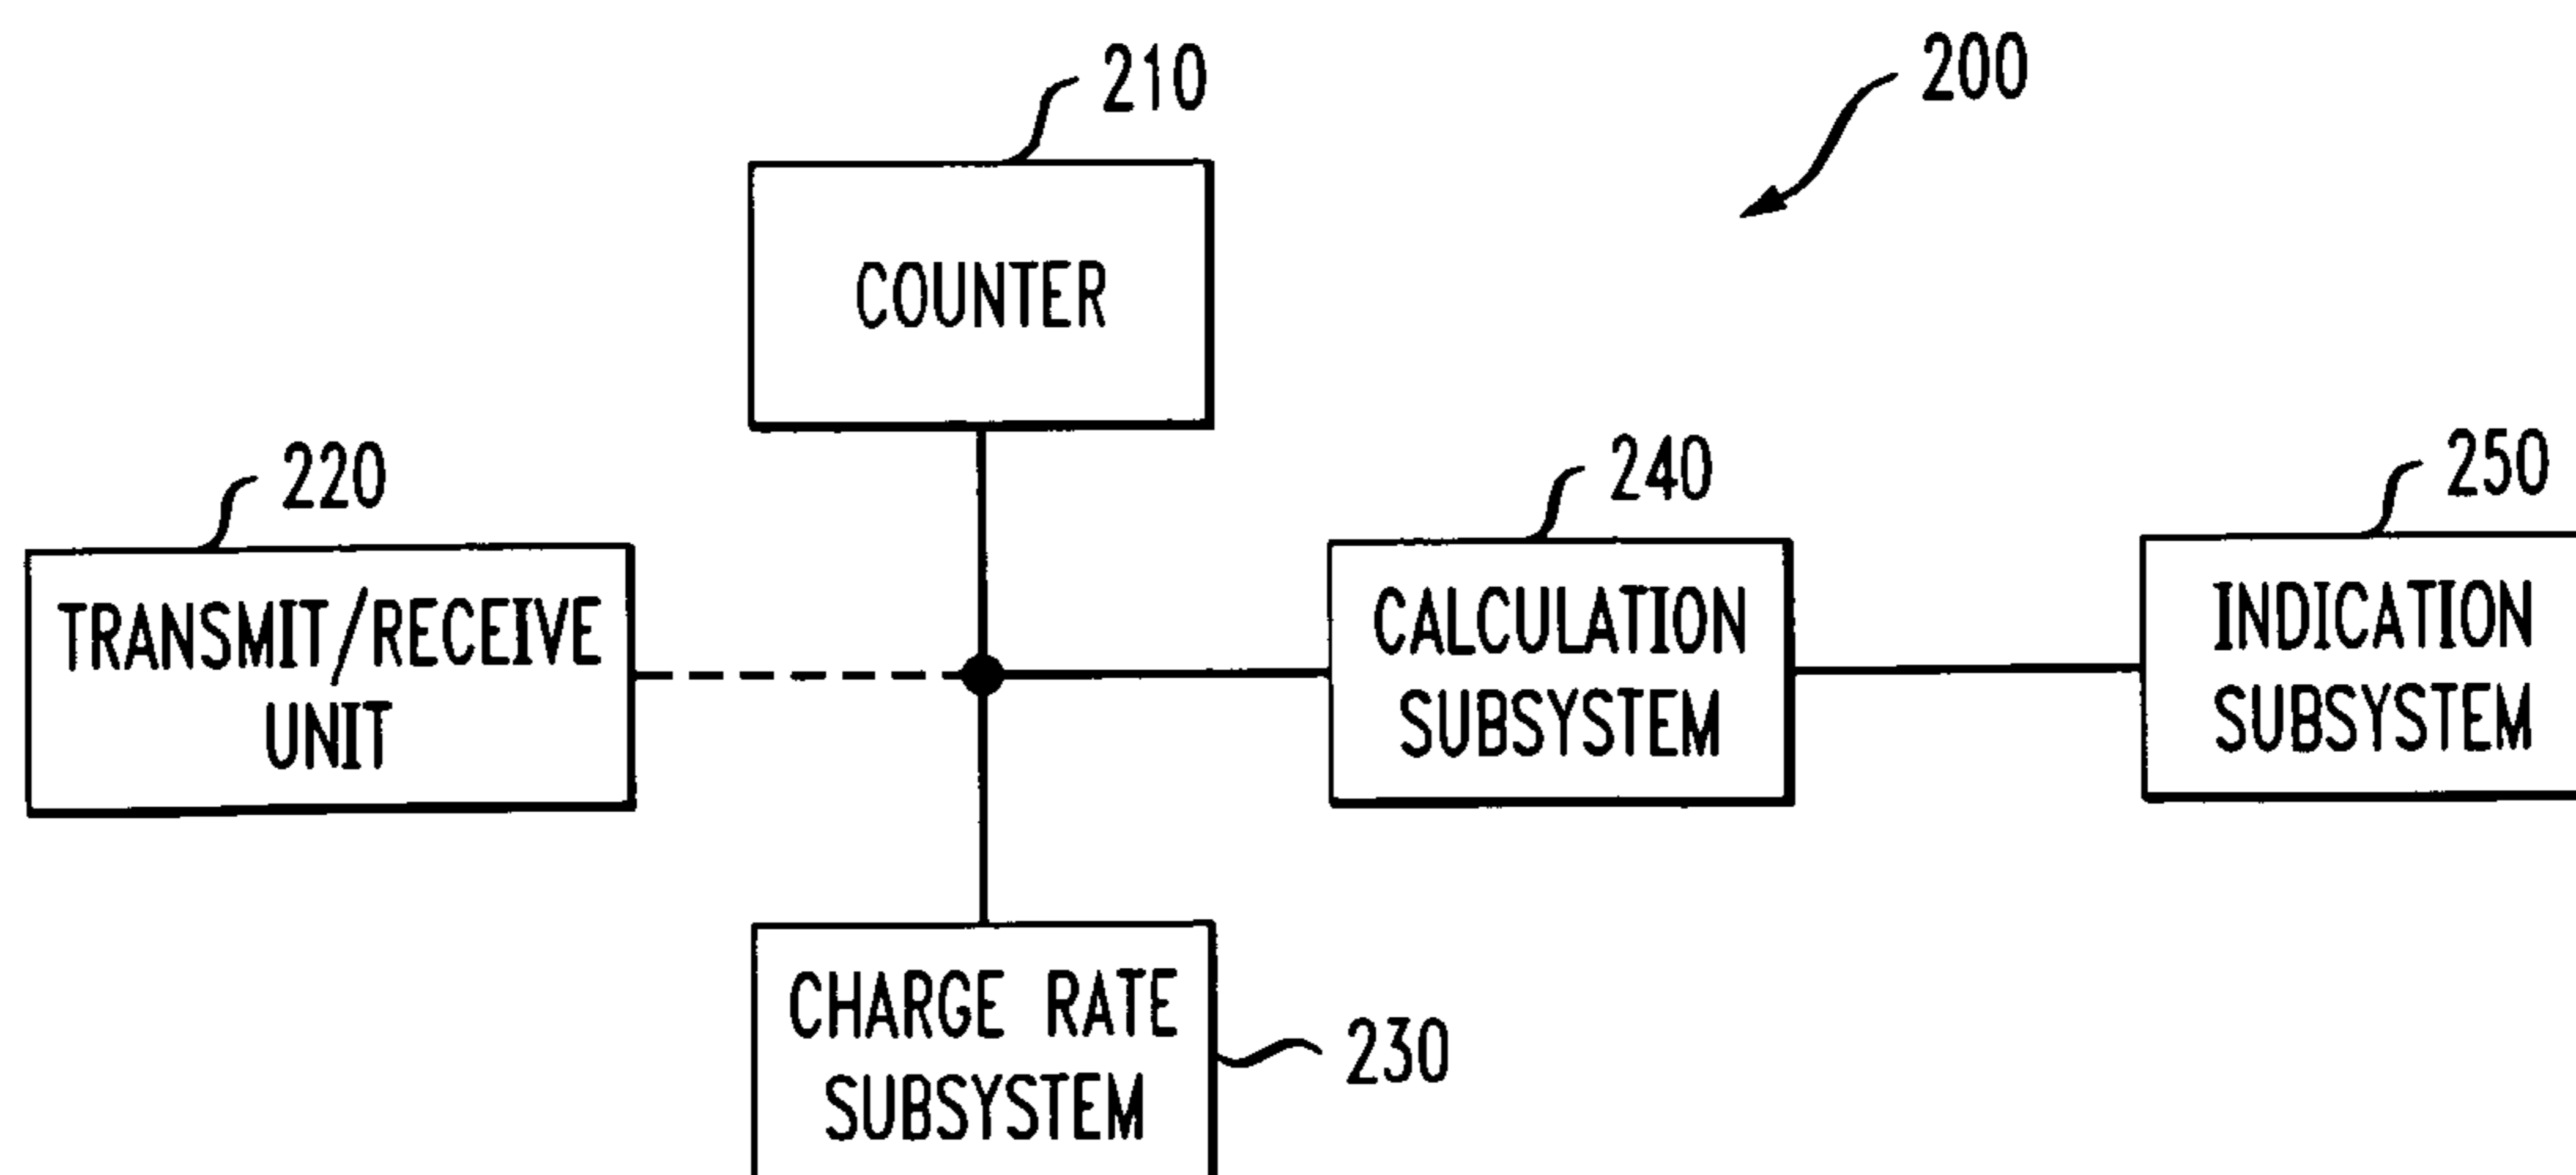 200
210
COUNTER
220
TRANSMIT/RECEIVE
UNIT
240
CALCULATION
SUBSYSTEM
250
INDICATION
SUBSYSTEM
CHARGE RATE
SUBSYSTEM
230